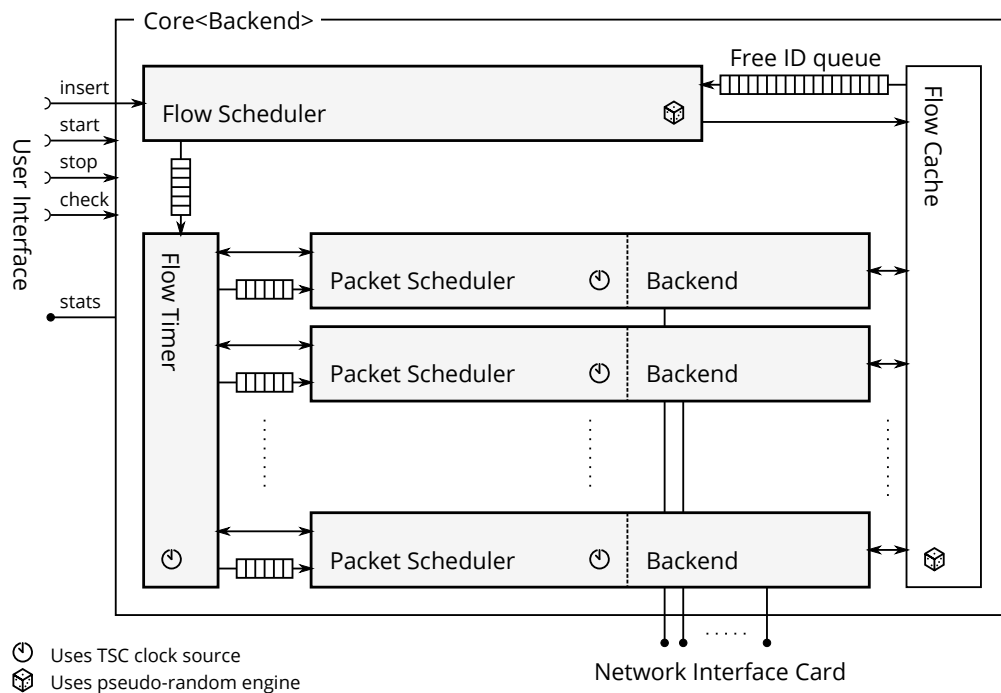 Core<Backend>
Free ID queue
insert
Flow Scheduler
start
stop
check
User Interface
stats
Flow Cache
Flow Timer
Packet Scheduler
Backend
Packet Scheduler
Backend
Packet Scheduler
Backend
Uses TSC clock source
Uses pseudo-random engine
Network Interface Card